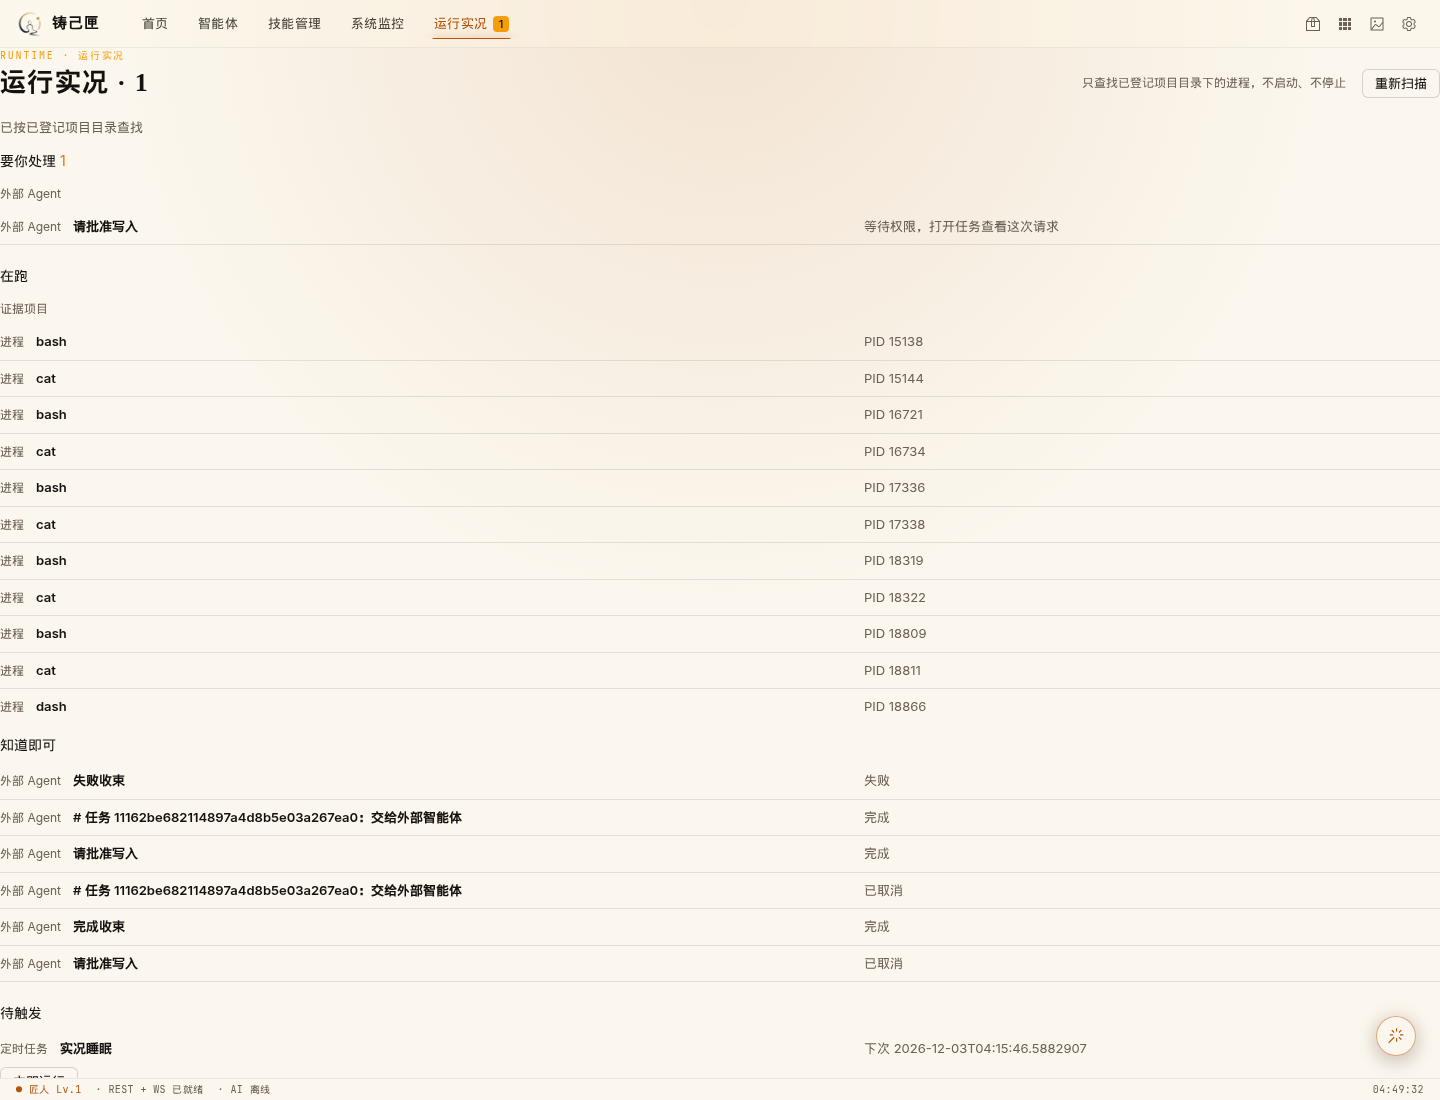 铸己匣 首页 智能体 技能管理 系统监控 运行实况 1
RUNTIME · 运行实况
运行实况 · 1
只查找已登记项目目录下的进程，不启动、不停止 重新扫描
已按已登记项目目录查找
要你处理 1
外部 Agent
外部 Agent 请批准写入 等待权限，打开任务查看这次请求
在跑
证据项目
进程 bash PID 15138
进程 cat PID 15144
进程 bash PID 16721
进程 cat PID 16734
进程 bash PID 17336
进程 cat PID 17338
进程 bash PID 18319
进程 cat PID 18322
进程 bash PID 18809
进程 cat PID 18811
进程 dash PID 18866
知道即可
外部 Agent 失败收束 失败
外部 Agent # 任务 11162be682114897a4d8b5e03a267ea0：交给外部智能体 完成
外部 Agent 请批准写入 完成
外部 Agent # 任务 11162be682114897a4d8b5e03a267ea0：交给外部智能体 已取消
外部 Agent 完成收束 完成
外部 Agent 请批准写入 已取消
待触发
定时任务 实况睡眠 下次 2026-12-03T04:15:46.5882907
匠人 Lv.1 · REST + WS 已就绪 · AI 离线 04:49:32